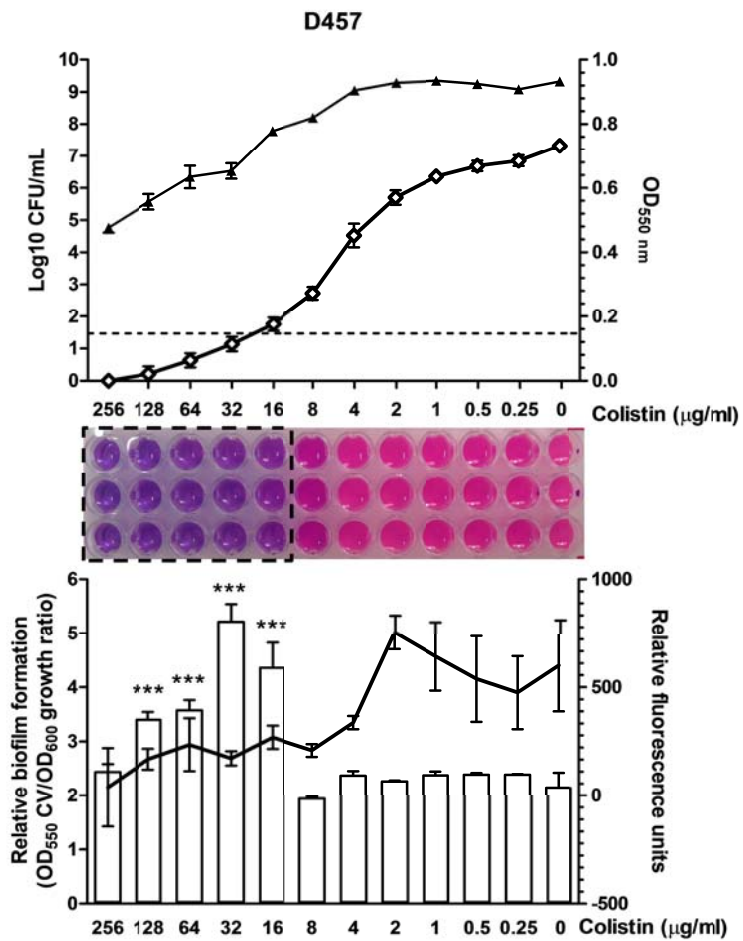 D457
Log10 CFU/mL
10
9
8
7
6
5
4
3
2
1
0
1.0
0.8
0.6
0.4
0.2
0.0
OD550 nm
256 128 64 32 16 8 4 2 1 0.5 0.25 0 Colistin (μg/ml)
Relative biofilm formation
(OD550 CV/OD600 growth ratio)
6
5
4
3
2
1
0
*** *** *** ***
1000
500
0
-500
Relative fluorescence
units
256 128 64 32 16 8 4 2 1 0.5 0.25 0 Colistin (μg/ml)